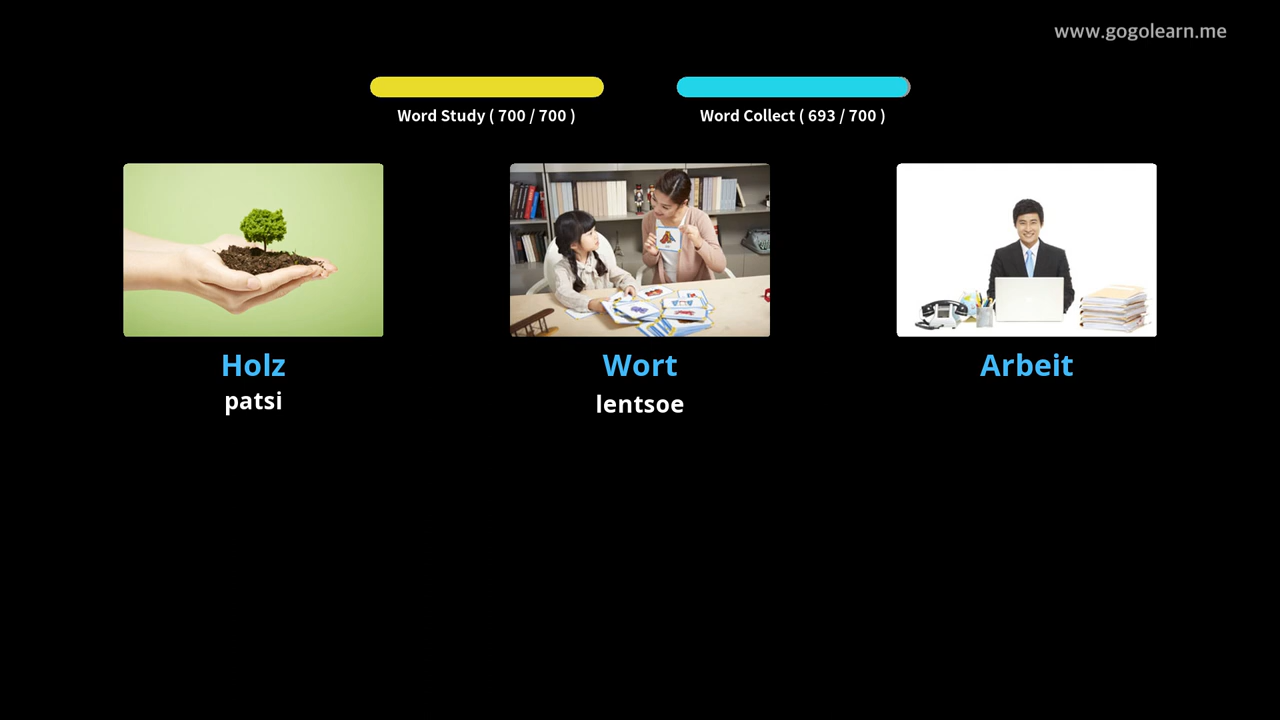 www.gogolearn.me
Word Study ( 700 / 700 )
Word Collect ( 693 / 700 )
Holz
Wort
Arbeit
patsi
lentsoe